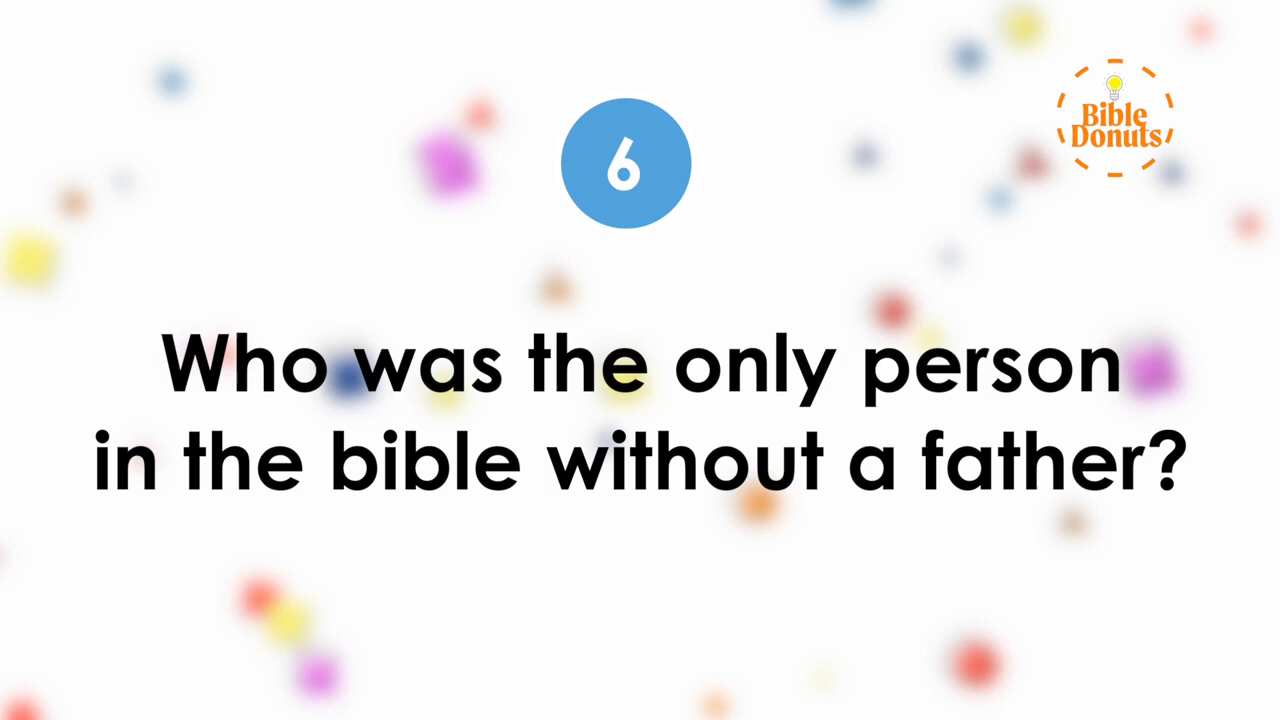 6
Bible
Donuts
Who was the only person
in the bible without a father?